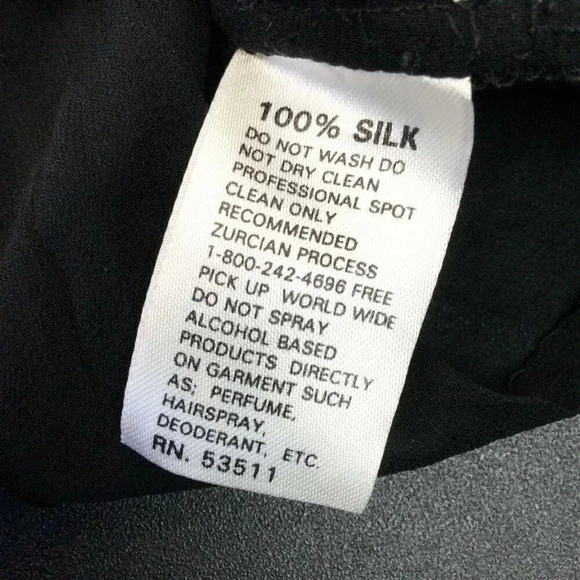 100% SILK
DO NOT WASH DO
NOT DRY CLEAN
PROFESSIONAL SPOT
CLEAN ONLY
RECOMMENDED
ZURCIAN PROCESS
1-800-242-4696 FREE
PICK UP WORLD WIDE
DO NOT SPRAY
ALCOHOL BASED
PRODUCTS DIRECTLY
ON GARMENT SUCH
AS; PERFUME,
HAIRSPRAY,
DEODERANT, ETC.
RN. 53511